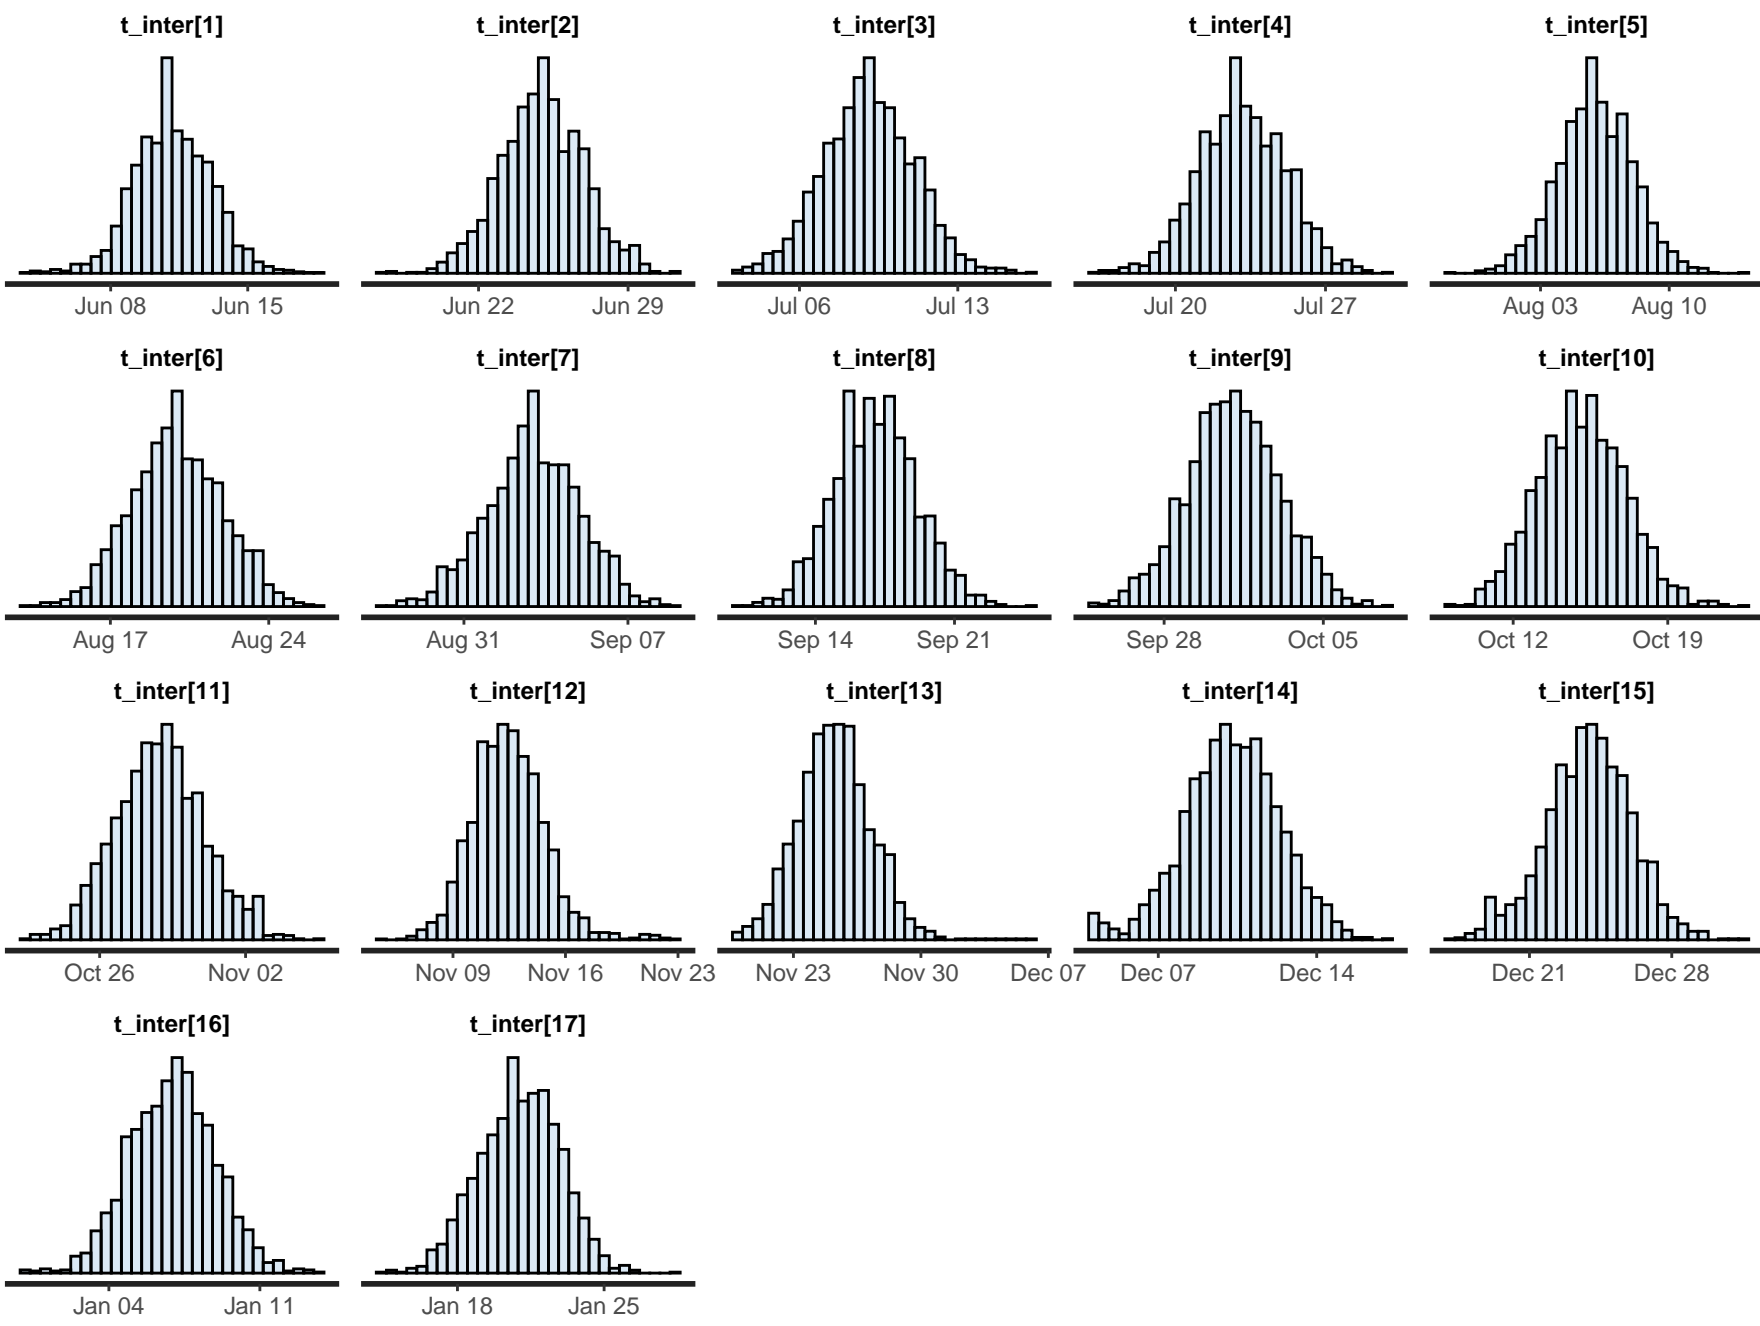 t_inter[1] t_inter[2] t_inter[3] t_inter[4] t_inter[5]
Jun 08 Jun 15 Jun 22 Jun 29 Jul 06 Jul 13 Jul 20 Jul 27 Aug 03 Aug 10
t_inter[6] t_inter[7] t_inter[8] t_inter[9] t_inter[10]
Aug 17 Aug 24 Aug 31 Sep 07 Sep 14 Sep 21 Sep 28 Oct 05 Oct 12 Oct 19
t_inter[11] t_inter[12] t_inter[13] t_inter[14] t_inter[15]
Oct 26 Nov 02 Nov 09 Nov 16 Nov 23 Nov 23 Nov 30 Dec 07 Dec 07 Dec 14 Dec 21 Dec 28
t_inter[16] t_inter[17]
Jan 04 Jan 11 Jan 18 Jan 25